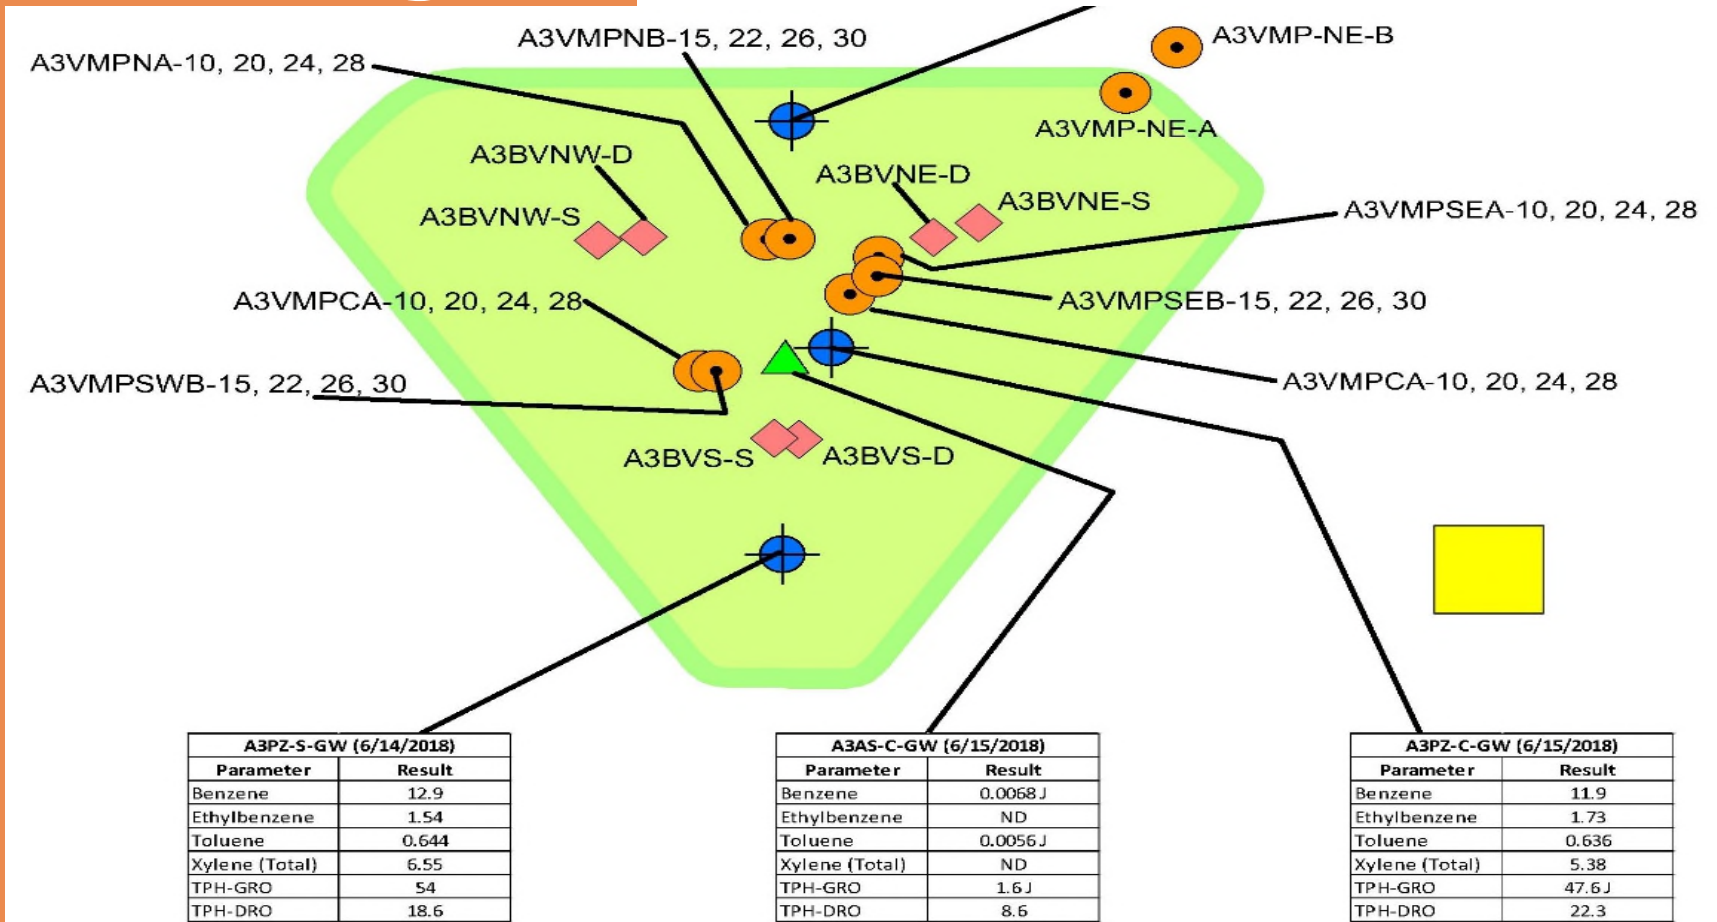 A3VMPNB-15, 22, 26, 30
A3VMP-NE-B
A3VMPNA-10, 20, 24, 28
A3VMP-NE-A
A3BVNW-D
A3BVNE-D
A3BVNE-S
A3BVNW-S
A3VMPSEA-10, 20, 24, 28
A3VMPCA-10, 20, 24, 28
A3VMPSEB-15, 22, 26, 30
A3VMPSWB-15, 22, 26, 30
A3VMPCA-10, 20, 24, 28
A3BVS-S
A3BVS-D
A3PZ-S-GW (6/14/2018)
Parameter Result
Benzene 12.9
Ethylbenzene 1.54
Toluene 0.644
Xylene (Total) 6.55
TPH-GRO 54
TPH-DRO 18.6
A3AS-C-GW (6/15/2018)
Parameter Result
Benzene 0.0068 J
Ethylbenzene ND
Toluene 0.0056 J
Xylene (Total) ND
TPH-GRO 1.6 J
TPH-DRO 8.6
A3PZ-C-GW (6/15/2018)
Parameter Result
Benzene 11.9
Ethylbenzene 1.73
Toluene 0.636
Xylene (Total) 5.38
TPH-GRO 47.6 J
TPH-DRO 22.3